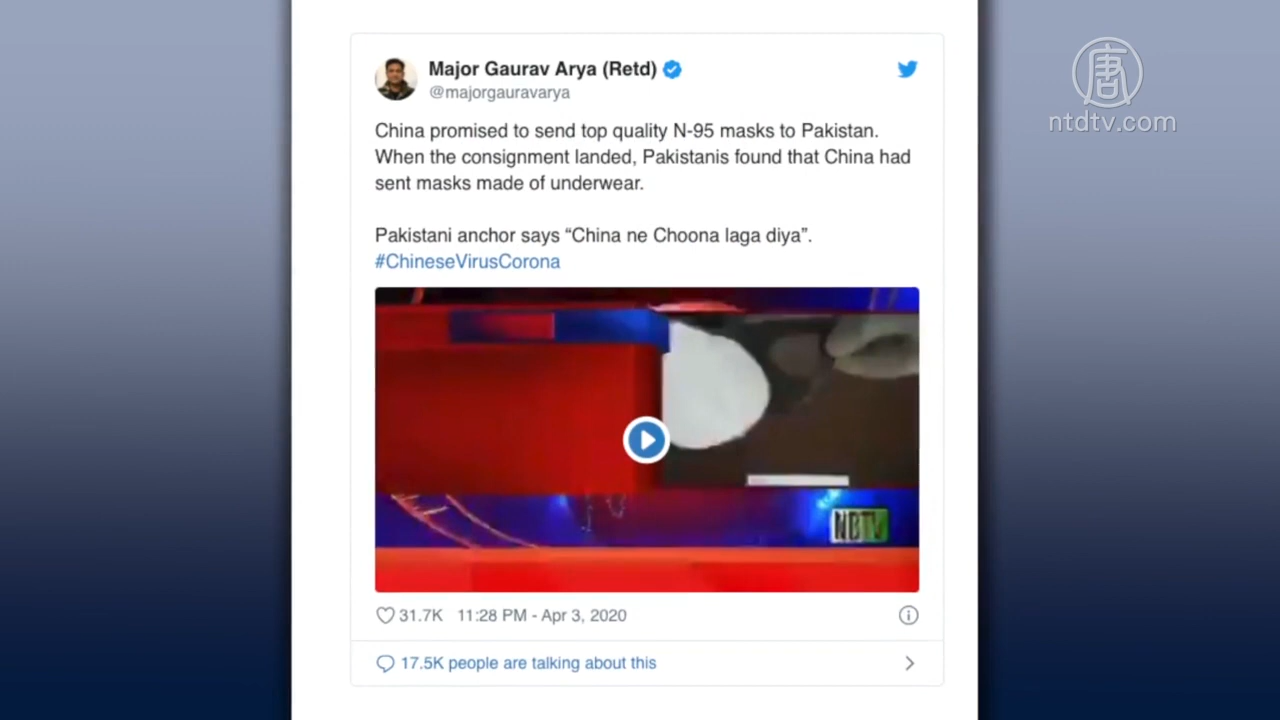 Major Gaurav Arya (Retd)
@majorgauravarya
唐
ntdtv.com
China promised to send top quality N-95 masks to Pakistan.
When the consignment landed, Pakistanis found that China had
sent masks made of underwear.
Pakistani anchor says “China ne Choona laga diya”.
#ChineseVirusCorona
NBTV
31.7K 11:28 PM - Apr 3, 2020
17.5K people are talking about this